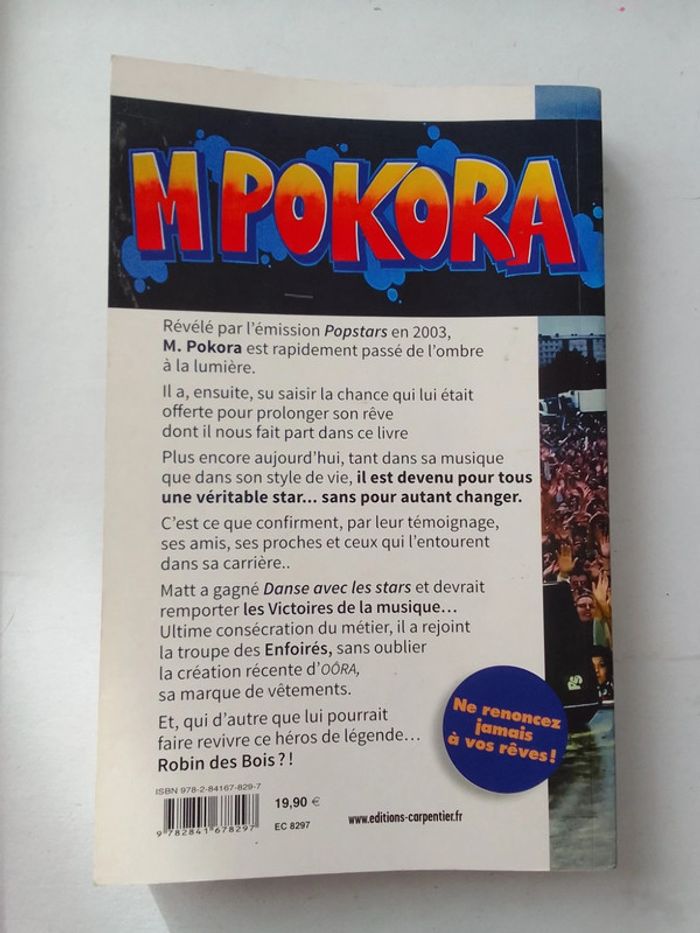 M POKORA
Révélé par l'émission Popstars en 2003,
M. Pokora est rapidement passé de l'ombre
à la lumière.
Il a, ensuite, su saisir la chance qui lui était
offerte pour prolonger son rêve
dont il nous fait part dans ce livre
Plus encore aujourd'hui, tant dans sa musique
que dans son style de vie, il est devenu pour tous
une véritable star... sans pour autant changer.
C'est ce que confirment, par leur témoignage,
ses amis, ses proches et ceux qui l'entourent
dans sa carrière..
Matt a gagné Danse avec les stars et devrait
remporter les Victoires de la musique...
Ultime consécration du métier, il a rejoint
la troupe des Enfoirés, sans oublier
la création récente d'OÔRA,
sa marque de vêtements.
Et, qui d'autre que lui pourrait
faire revivre ce héros de légende...
Robin des Bois ? !
Ne renoncez
jamais
à vos rêves !
ISBN 978-2-84167-829-7
9 782841 678297
19,90 €
EC 8297
www.editions-carpentier.fr